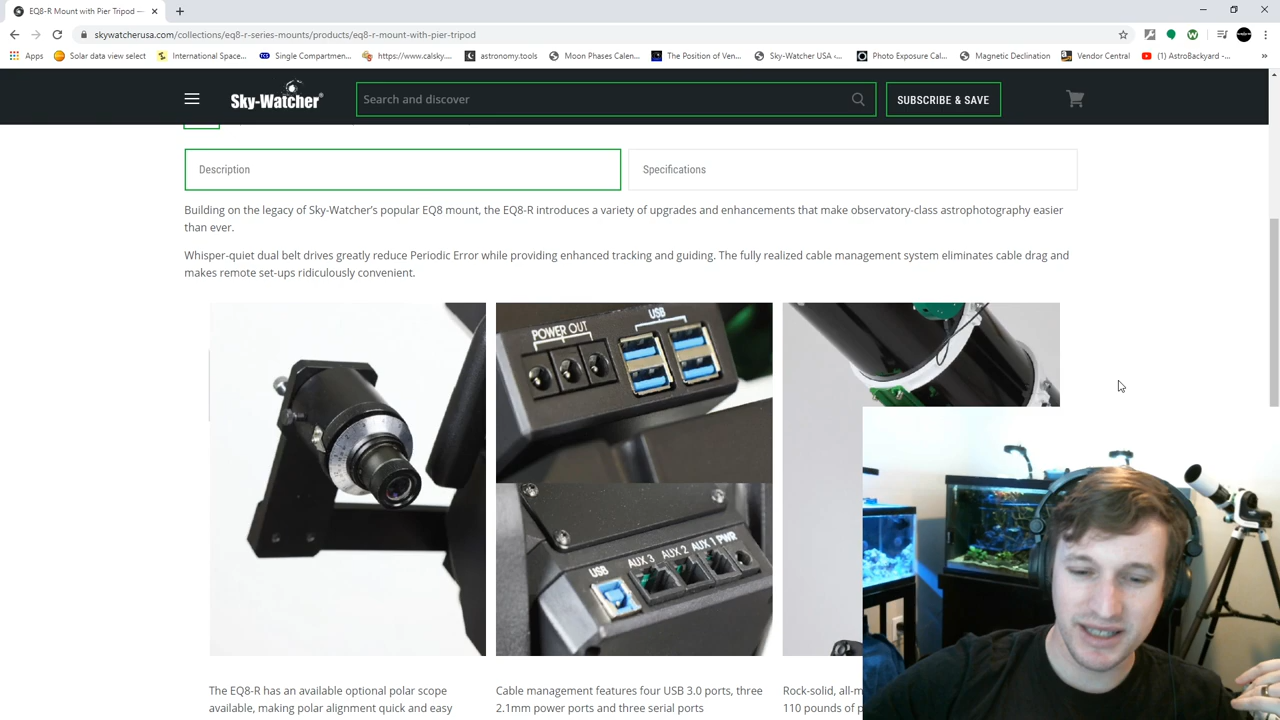 EQ8-R Mount with Pier Tripod —
skywatcherusa.com/collections/eq8-r-series-mounts/products/eq8-r-mount-with-pier-tripod
Apps
Solar data view select
International Space...
Single Compartmen...
https://www.calsky...
astronomy.tools
Moon Phases Calen...
The Position of Ven...
Sky-Watcher USA ‹...
Photo Exposure Cal...
Magnetic Declination
Vendor Central
(1) AstroBackyard -...
Sky-Watcher®
Search and discover
SUBSCRIBE & SAVE
Description
Specifications
Building on the legacy of Sky-Watcher's popular EQ8 mount, the EQ8-R introduces a variety of upgrades and enhancements that make observatory-class astrophotography easier
than ever.
Whisper-quiet dual belt drives greatly reduce Periodic Error while providing enhanced tracking and guiding. The fully realized cable management system eliminates cable drag and
makes remote set-ups ridiculously convenient.
POWER OUT
USB
USB
AUX 3
AUX 2
AUX 1
PWR
The EQ8-R has an available optional polar scope
available, making polar alignment quick and easy
Cable management features four USB 3.0 ports, three
2.1mm power ports and three serial ports
Rock-solid, all-m
110 pounds of p